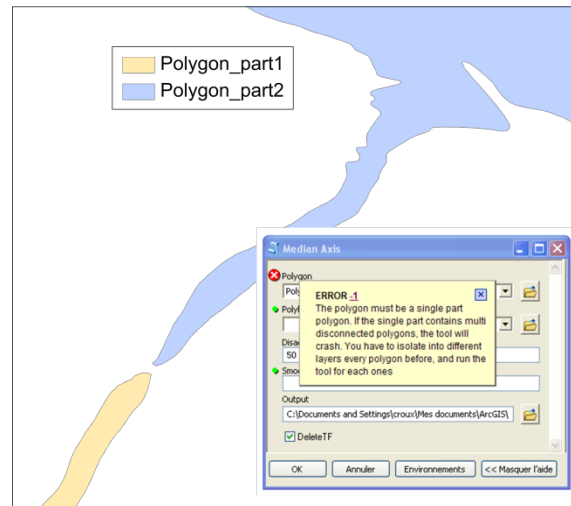 Polygon_part1
Polygon_part2
Median Axis
Polygon
ERROR -1
The polygon must be a single part
polygon. If the single part contains multi
disconnected polygons, the tool will
crash. You have to isolate into different
layers every polygon before, and run the
tool for each ones
50
Output
C:\Documents and Settings\croux\Mes documents\ArcGIS\
DeleteTF
OK
Annuler
Environnements
<< Masquer l'aide